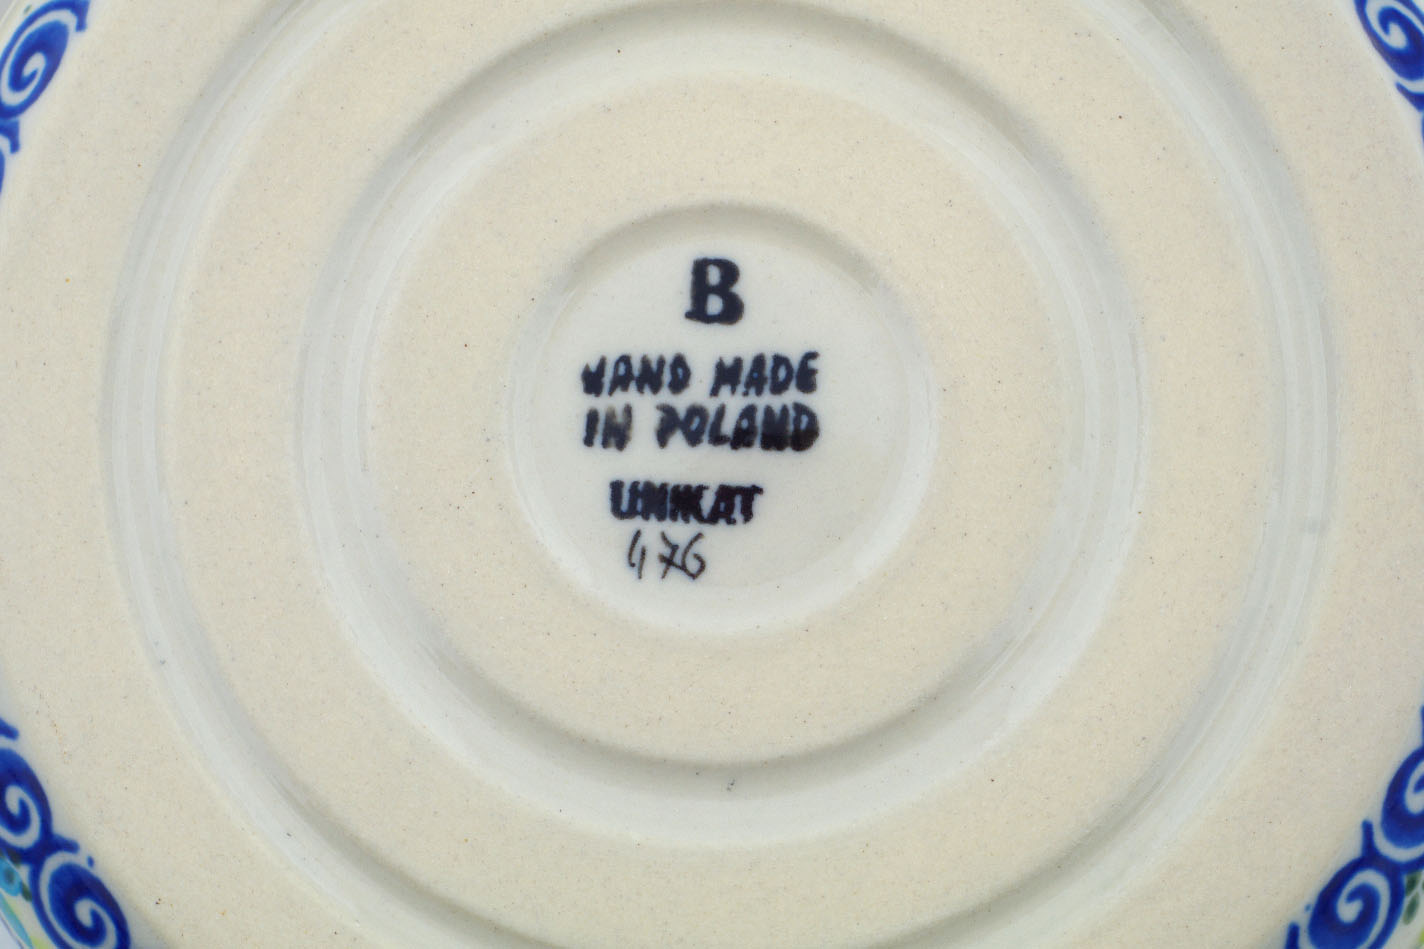 B
HAND MADE
IN POLAND
UNIKAT
476